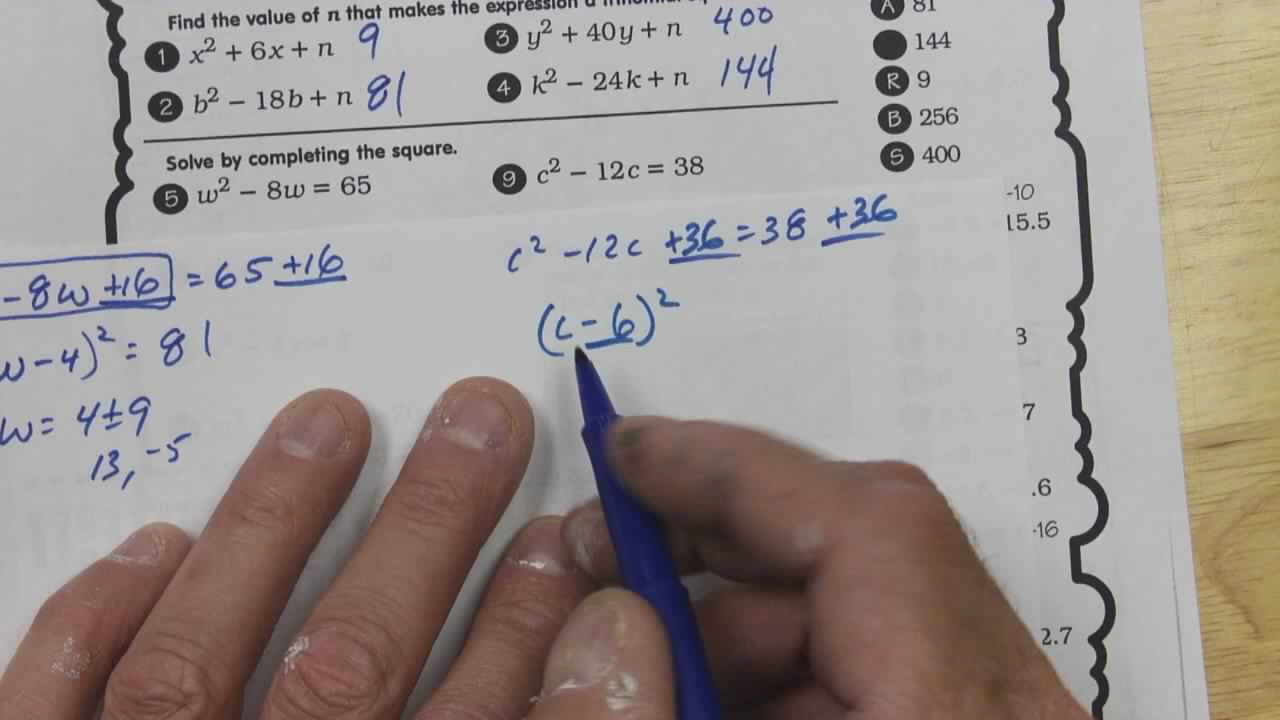 Find the value of n that makes the expression a
1 x² + 6x + n 9
2 b² − 18b + n 81
3 y² + 40y + n 400
4 k² − 24k + n 144
Solve by completing the square.
5 w² − 8w = 65
− 8w +16 = 65 +16
w − 4)² = 81
w = 4 ± 9
13, −5
9 c² − 12c = 38
c² − 12c +36 = 38 +36
(c − 6)²
A 81
144
R 9
B 256
S 400
-10
15.5
3
7
.6
-16
2.7